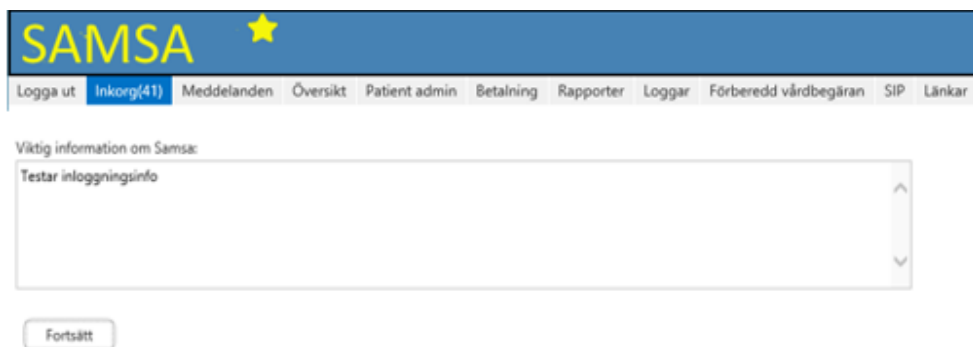 SAMSA
Logga ut Inkorg(41) Meddelanden Översikt Patient admin Betalning Rapporter Loggar Förberedd vårdbegäran SIP Länkar
Viktig information om Samsa:
Testar inloggningsinfo
Fortsätt